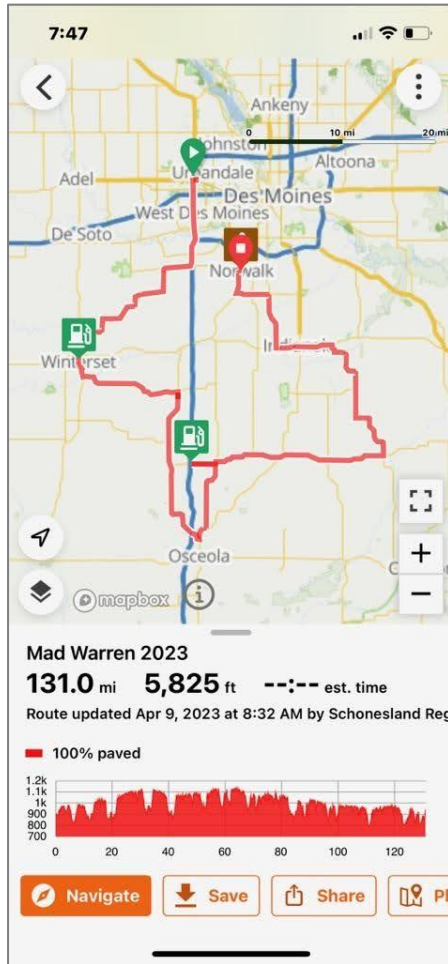 7:47
Ankeny
0 10 mi 20 mi
Johnston
Altoona
Adel
Urbandale
Des Moines
West Des Moines
De Soto
Norwalk
Winterset
Osceola
mapbox
i
Mad Warren 2023
131.0 mi 5,825 ft --:-- est. time
Route updated Apr 9, 2023 at 8:32 AM by Schonesland Reg
100% paved
1.2k
1.1k
1k
900
800
700
0 20 40 60 80 100 120
Navigate Save Share Pl